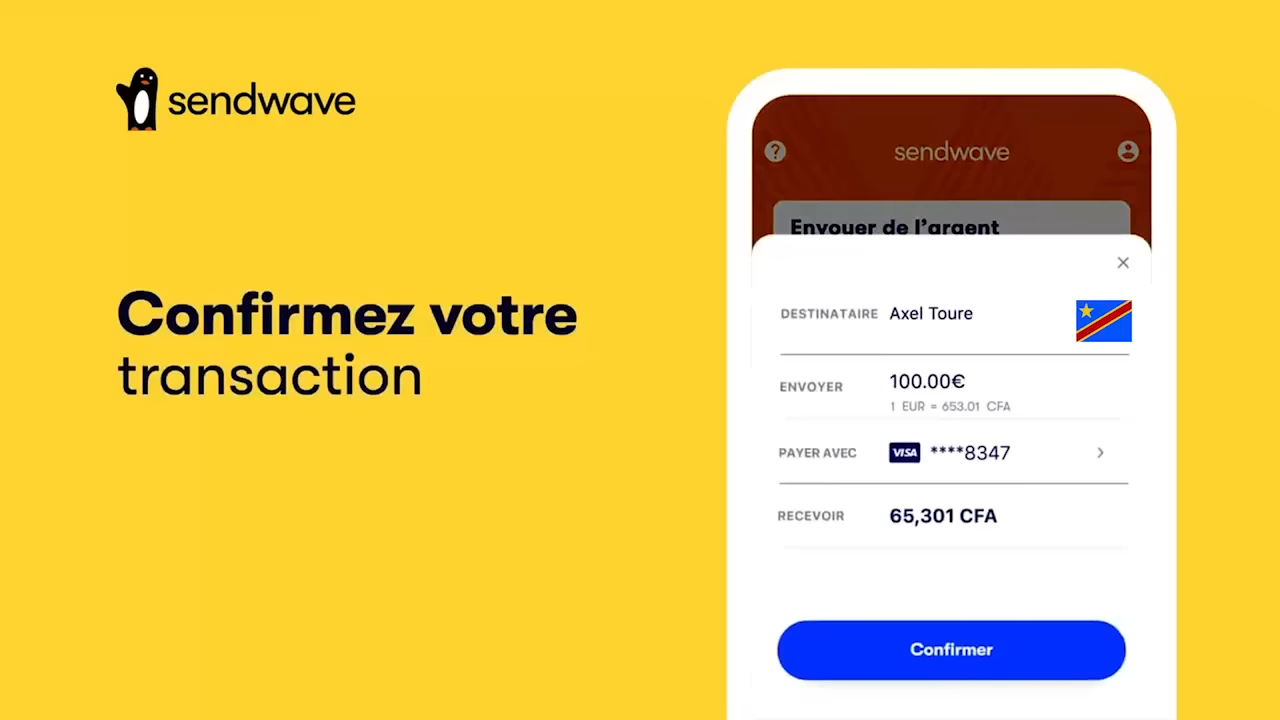 sendwave
Confirmez votre
transaction
sendwave
Envoyer de l'argent
DESTINATAIRE Axel Toure
ENVOYER 100.00€
1 EUR = 653.01 CFA
PAYER AVEC VISA ****8347
RECEVOIR 65,301 CFA
Confirmer